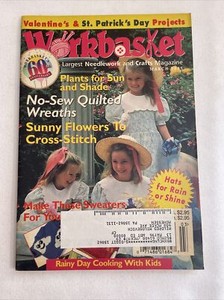 Valentine's & St. Patrick's Day Projects
Workbasket
Largest Needlework and Crafts Magazine
Plants for Sun
and Shade
No-Sew Quilted
Wreaths
Sunny Flowers To
Cross-Stitch
Hats
for Rain
or Shine
Make These Sweaters
For You
$2.95
Rainy Day Cooking With Kids